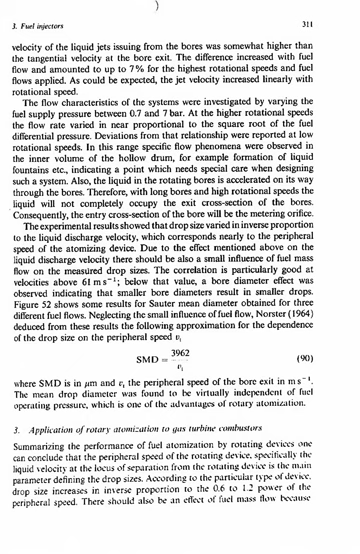 3. Fuel injectors 311
velocity of the liquid jets issuing from the bores was somewhat higher than
the tangential velocity at the bore exit. The difference increased with fuel
flow and amounted to up to 7% for the highest rotational speeds and fuel
flows applied. As could be expected, the jet velocity increased linearly with
rotational speed.
The flow characteristics of the systems were investigated by varying the
fuel supply pressure between 0.7 and 7 bar. At the higher rotational speeds
the flow rate varied in near proportional to the square root of the fuel
differential pressure. Deviations from that relationship were reported at low
rotational speeds. In this range specific flow phenomena were observed in
the inner volume of the hollow drum, for example formation of liquid
fountains etc., indicating a point which needs special care when designing
such a system. Also, the liquid in the rotating bores is accelerated on its way
through the bores. Therefore, with long bores and high rotational speeds the
liquid will not completely occupy the exit cross-section of the bores.
Consequently, the entry cross-section of the bore will be the metering orifice.
The experimental results showed that drop size varied in inverse proportion
to the liquid discharge velocity, which corresponds nearly to the peripheral
speed of the atomizing device. Due to the effect mentioned above on the
liquid discharge velocity there should be also a small influence of fuel mass
flow on the measured drop sizes. The correlation is particularly good at
velocities above 61 m s⁻¹; below that value, a bore diameter effect was
observed indicating that smaller bore diameters result in smaller drops.
Figure 52 shows some results for Sauter mean diameter obtained for three
different fuel flows. Neglecting the small influence of fuel flow, Norster (1964)
deduced from these results the following approximation for the dependence
of the drop size on the peripheral speed vᵢ
SMD = 3962 / vᵢ (90)
where SMD is in μm and vᵢ the peripheral speed of the bore exit in m s⁻¹.
The mean drop diameter was found to be virtually independent of fuel
operating pressure, which is one of the advantages of rotary atomization.
3. Application of rotary atomization to gas turbine combustors
Summarizing the performance of fuel atomization by rotating devices one
can conclude that the peripheral speed of the rotating device, specifically the
liquid velocity at the locus of separation from the rotating device is the main
parameter defining the drop sizes. According to the particular type of device,
drop size increases in inverse proportion to the 0.6 to 1.2 power of the
peripheral speed. There should also be an effect of fuel mass flow because